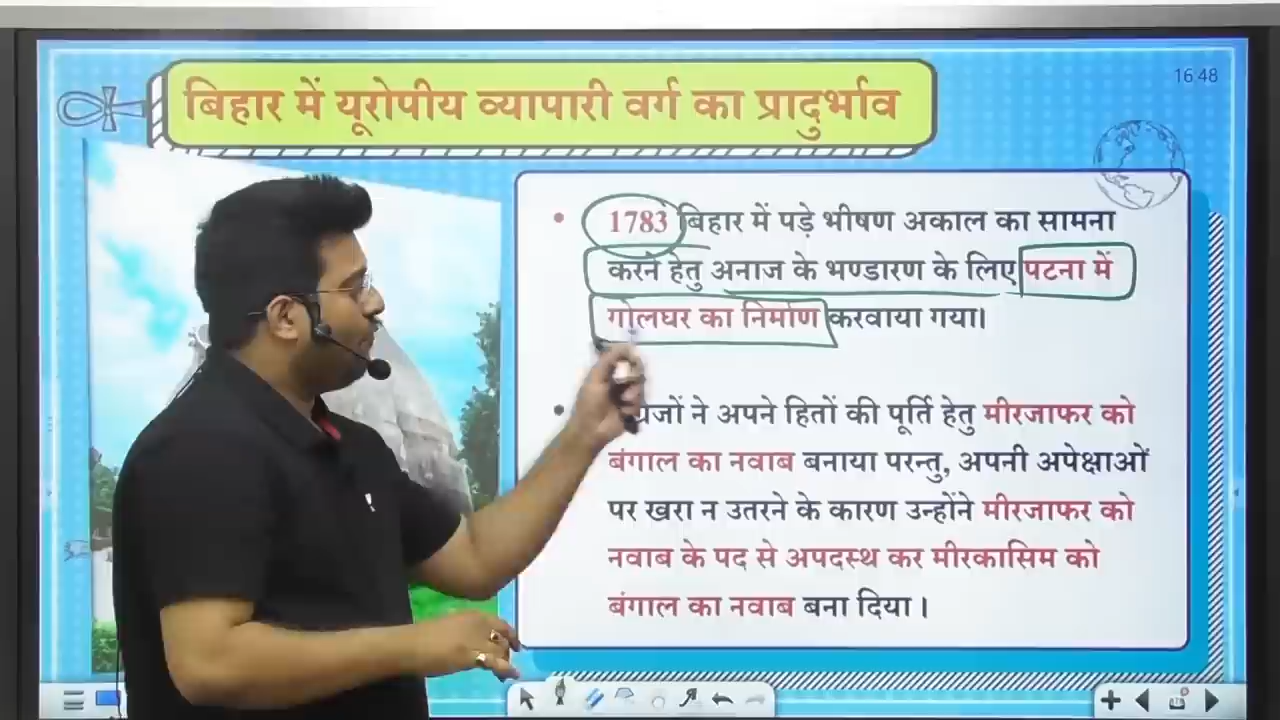 बिहार में यूरोपीय व्यापारी वर्ग का प्रादुर्भाव
16:48
1783 बिहार में पड़े भीषण अकाल का सामना
करने हेतु अनाज के भण्डारण के लिए पटना में
गोलघर का निर्माण करवाया गया।
ग्रेजों ने अपने हितों की पूर्ति हेतु मीरजाफर को
बंगाल का नवाब बनाया परन्तु, अपनी अपेक्षाओं
पर खरा न उतरने के कारण उन्होंने मीरजाफर को
नवाब के पद से अपदस्थ कर मीरकासिम को
बंगाल का नवाब बना दिया।